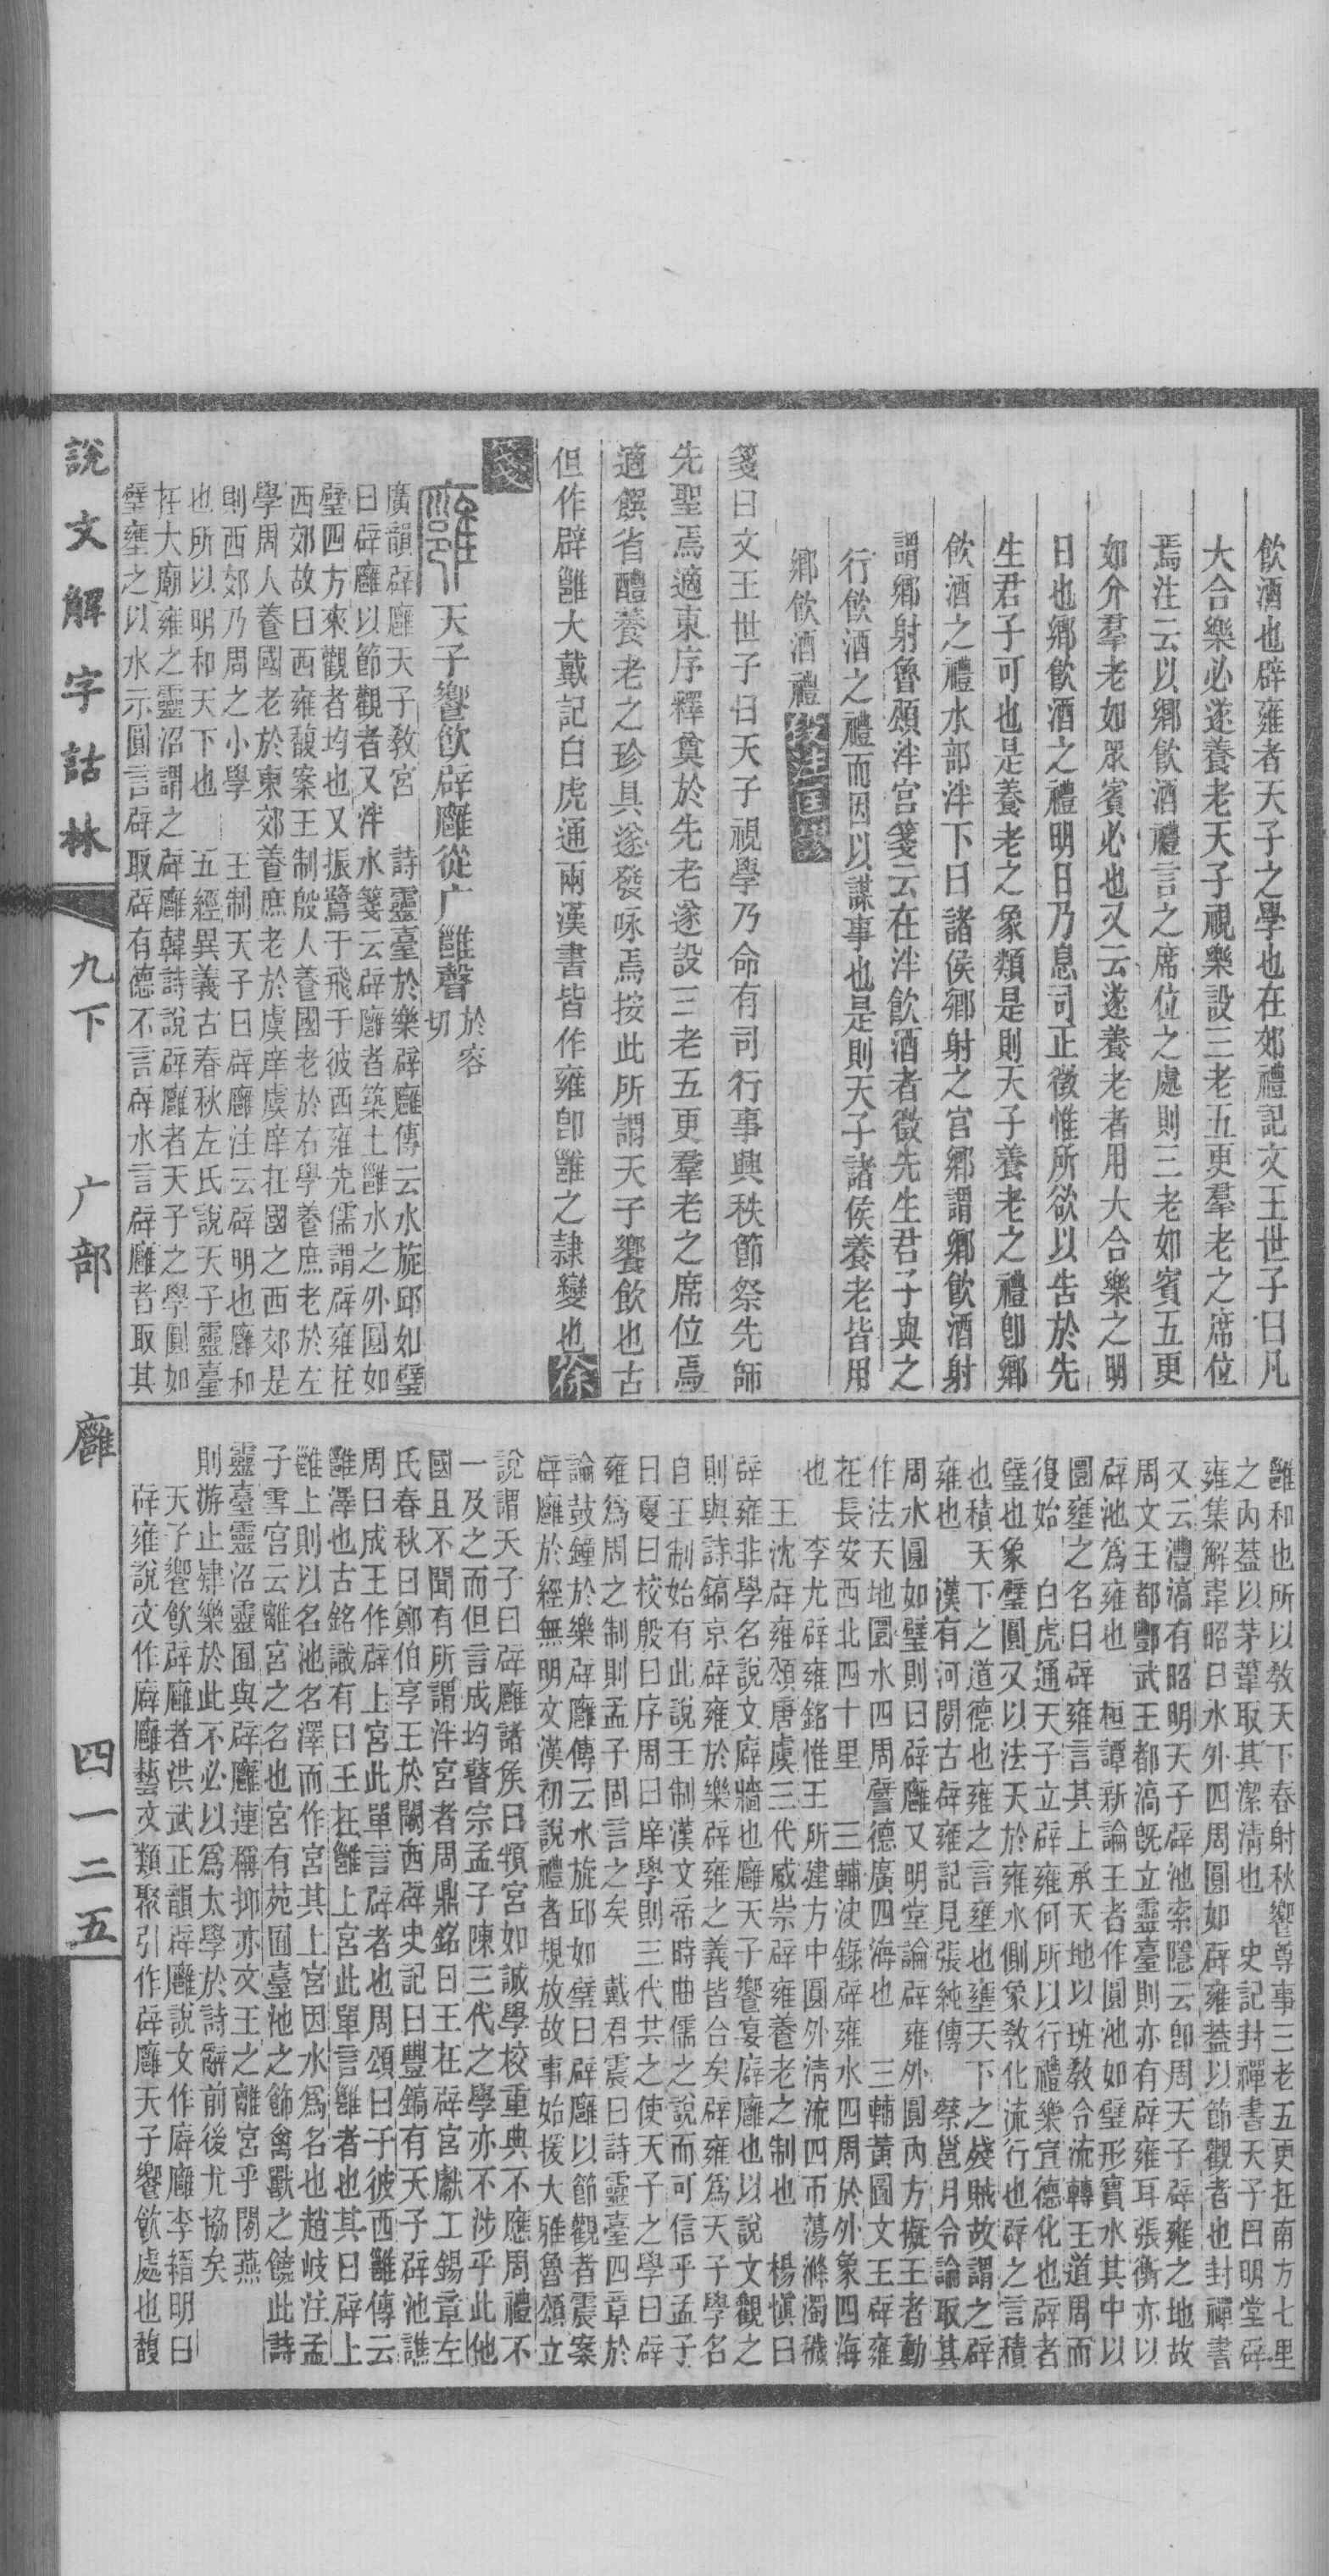 飮酒也辟雍者天子之學也在郊禮記文王世子曰凡
大合樂必遂養老天子視樂設三老五更羣老之席位
焉注云以鄉飮酒禮言之席位之處則三老如賓五更
如介羣老如眾賓必也又云遂養老者用大合樂之明
日也鄉飮酒之禮明日乃息司正徵惟所欲以吿於先
生君子可也是養老之象類是則天子養老之禮卽鄉
飮酒之禮水部泮下曰諸侯鄉射之宫鄉謂鄉飮酒射
謂鄉射魯頌泮宫箋云在泮飮酒者徵先生君子與之
行飮酒之禮而因以謀事也是則天子諸侯養老皆用
鄉飮酒禮
箋曰文王世子曰天子視學乃命有司行事興秩節祭先師
先聖焉適東序釋奠於先老遂設三老五更羣老之席位焉
適饌省醴養老之珍具遂發咏焉按此所謂天子饗飮也古
但作辟雝大戴記白虎通兩漢書皆作雍卽雝之隷變也徐
箋
天子饗飮辟廱從广雝聲於容切
廣韻辟廱天子敎宫 詩靈臺於樂辟廱傳云水旋邱如璧
曰辟廱以節觀者又泮水箋云辟廱者築土雝水之外圓如
璧四方來觀者均也又振鷺于飛于彼西雍先儒謂辟雍在
西郊故曰西雍馥案王制殷人養國老於右學養庶老於左
學周人養國老於東郊養庶老於虞庠虞庠在國之西郊是
則西郊乃周之小學 王制天子曰辟廱注云辟明也廱和
也所以明和天下也 五經異義古春秋左氏說天子靈臺
在大廟雍之靈沼謂之辟廱韓詩說辟廱者天子之學圓如
璧壅之以水示圓言辟取辟有德不言辟水言辟廱者取其
雝和也所以敎天下春射秋饗尊事三老五更在南方七里
之內葢以茅葦取其潔淸也 史記封禪書天子曰明堂辟
雍集解韋昭曰水外四周圓如辟雍葢以節觀者也封禪書
又云灃滈有昭明天子辟池索隱云卽周天子辟雍之地故
周文王都酆武王都滈旣立靈臺則亦有辟雍耳張衡亦以
辟池爲雍也 桓譚新論王者作圓池如璧形實水其中以
圜壅之名曰辟雍言其上承天地以班敎令流轉王道周而
復始 白虎通天子立辟雍何所以行禮樂宣德化也辟者
璧也象璧圓又以法天於雍水側象敎化流行也辟之言積
也積天下之道德也雍之言壅也壅天下之殘賊故謂之辟
雍也 漢有河閒古辟雍記見張純傳 蔡邕月令論取其
周水圓如璧則曰辟廱又明堂論辟雍外圓內方擬王者動
作法天地圜水四周譬德廣四海也 三輔黃圖文王辟雍
在長安西北四十里 三輔決錄辟雍水四周於外象四海
也 李尤辟雍銘惟王所建方中圓外淸流四帀蕩滌濁穢
王沈辟雍頌唐虞三代咸崇辟雍養老之制也 楊愼曰
辟雍非學名說文廦牆也廱天子饗宴廦廱也以說文觀之
則與詩鎬京辟雍於樂辟雍之義皆合矣辟雍爲天子學名
自王制始有此說王制漢文帝時曲儒之說而可信乎孟子
曰夏曰校殷曰序周曰庠學則三代共之使天子之學曰辟
雍爲周之制則孟子固言之矣 戴君震曰詩靈臺四章於
論鼓鐘於樂辟廱傳云水旋邱如璧曰辟廱以節觀者震案
辟廱於經無明文漢初說禮者規放故事始援大雅魯頌立
說謂天子曰辟廱諸侯曰頖宮如誠學校重典不應周禮不
一及之而但言成均瞽宗孟子陳三代之學亦不涉乎此他
國且不聞有所謂泮宮者周鼎銘曰王在辟宮獻工錫章左
氏春秋曰鄭伯享王於闕西辟史記曰豐鎬有天子辟池譙
周曰成王作辟上宮此單言辟者也周頌曰于彼西雝傳云
雝澤也古銘識有曰王在雝上宮此單言雝者也其曰辟上
雝上則以名池名澤而作宮其上宮因水爲名也趙岐注孟
子雪宮云離宮之名也宮有苑囿臺池之飾禽獸之饒此詩
靈臺靈沼靈囿與辟廱連稱抑亦文王之離宮乎閒燕
則游止肄樂於此不必以爲太學於詩辭前後尤協矣
天子饗飮辟廱者洪武正韻辟廱說文作廦廱李瑨明曰
辟雍說文作廦廱藝文類聚引作辟廱天子饗飮處也馥
說文解字詁林 九下 广部 廱 四一二五